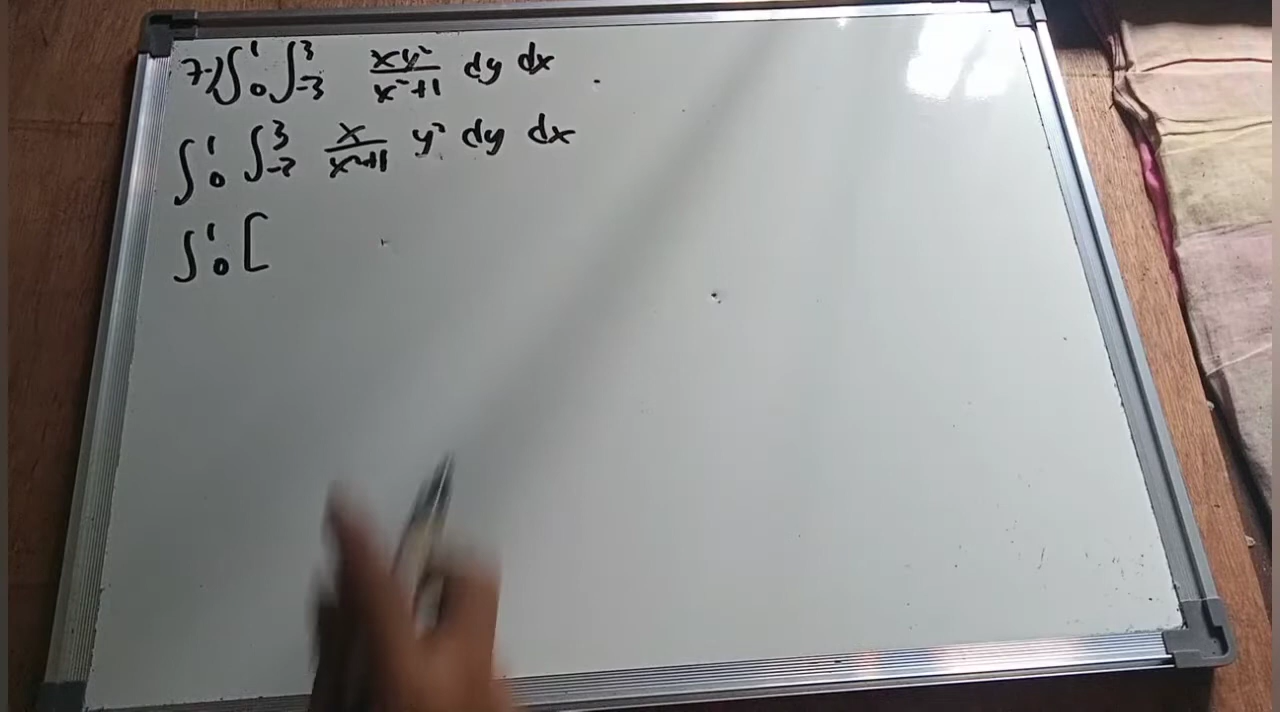 7-) ∫₀¹ ∫₋₃³ xy²/x²+1 dy dx
∫₀¹ ∫₋₃³ x/x²+1 y² dy dx
∫₀¹ [